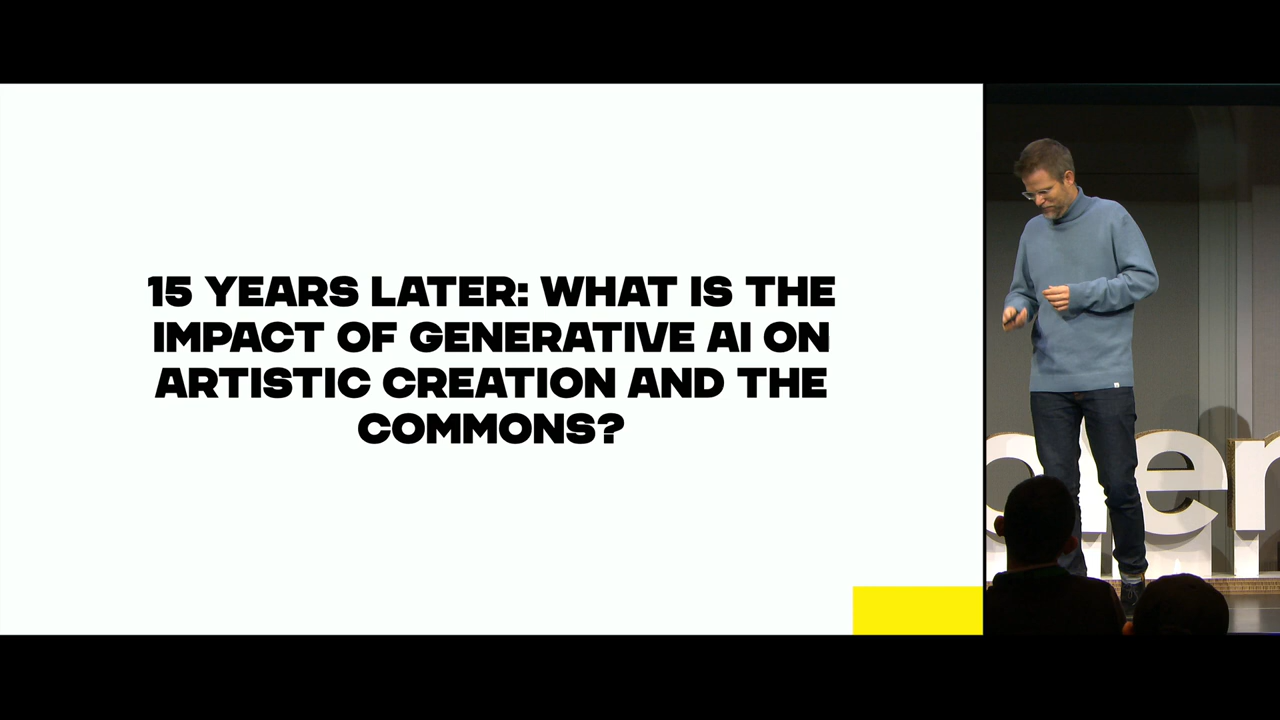 15 YEARS LATER: WHAT IS THE
IMPACT OF GENERATIVE AI ON
ARTISTIC CREATION AND THE
COMMONS?